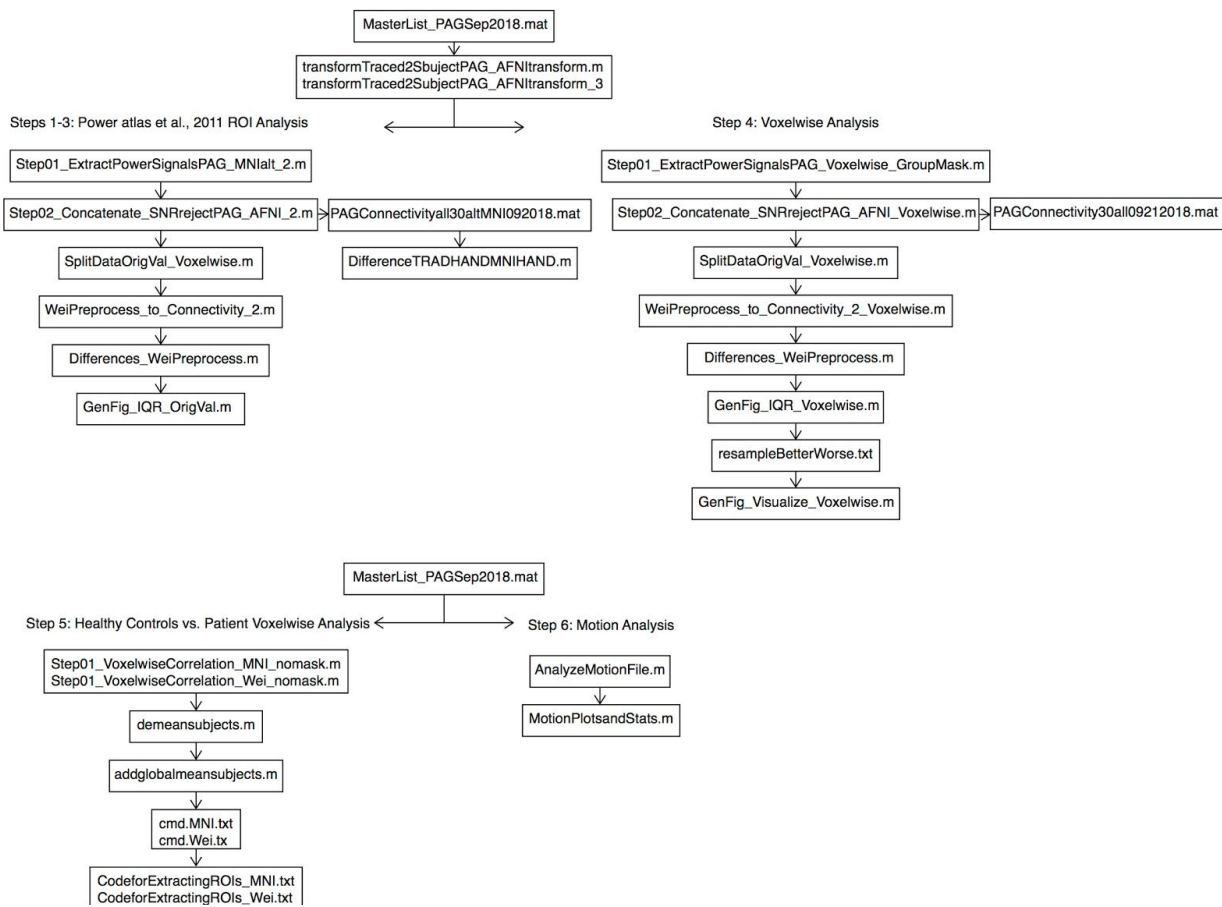 MasterList_PAGSep2018.mat
transformTraced2SbujectPAG_AFNItransform.m
transformTraced2SubjectPAG_AFNItransform_3
Steps 1-3: Power atlas et al., 2011 ROI Analysis
Step01_ExtractPowerSignalsPAG_MNIalt_2.m
Step02_Concatenate_SNRrejectPAG_AFNI_2.m
PAGConnectivityall30altMNI092018.mat
DifferenceTRADHANDMNIHAND.m
SplitDataOrigVal_Voxelwise.m
WeiPreprocess_to_Connectivity_2.m
Differences_WeiPreprocess.m
GenFig_IQR_OrigVal.m
Step 4: Voxelwise Analysis
Step01_ExtractPowerSignalsPAG_Voxelwise_GroupMask.m
Step02_Concatenate_SNRrejectPAG_AFNI_Voxelwise.m
PAGConnectivity30all09212018.mat
SplitDataOrigVal_Voxelwise.m
WeiPreprocess_to_Connectivity_2_Voxelwise.m
Differences_WeiPreprocess.m
GenFig_IQR_Voxelwise.m
resampleBetterWorse.txt
GenFig_Visualize_Voxelwise.m
MasterList_PAGSep2018.mat
Step 5: Healthy Controls vs. Patient Voxelwise Analysis
Step01_VoxelwiseCorrelation_MNI_nomask.m
Step01_VoxelwiseCorrelation_Wei_nomask.m
demeansubjects.m
addglobalmeansubjects.m
cmd.MNI.txt
cmd.Wei.tx
CodeforExtractingROIs_MNI.txt
CodeforExtractingROIs_Wei.txt
Step 6: Motion Analysis
AnalyzeMotionFile.m
MotionPlotsandStats.m